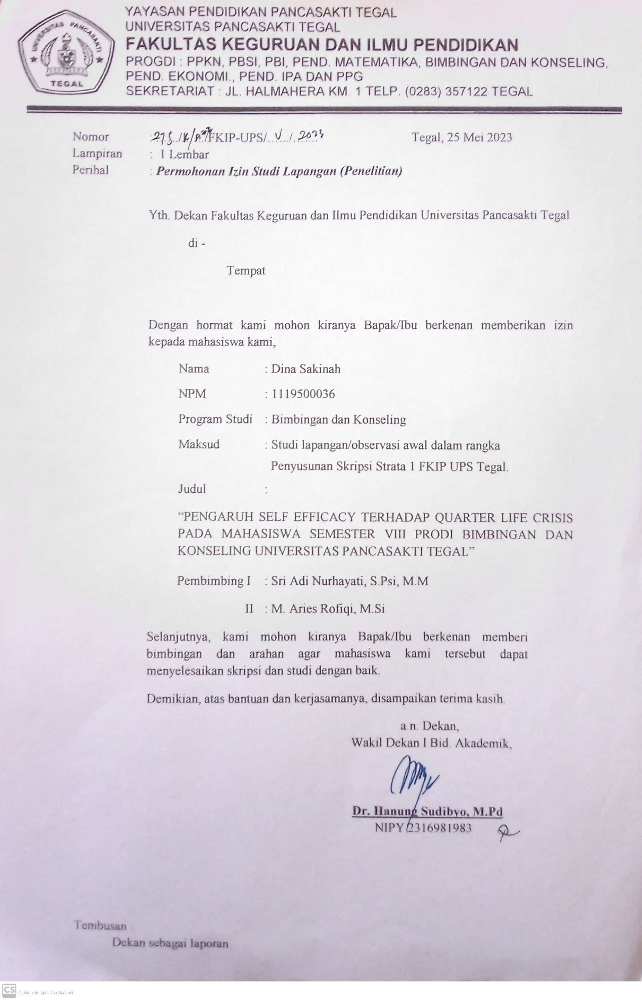 UNIVERSITAS PANCASAKTI
TEGAL
YAYASAN PENDIDIKAN PANCASAKTI TEGAL
UNIVERSITAS PANCASAKTI TEGAL
FAKULTAS KEGURUAN DAN ILMU PENDIDIKAN
PROGDI : PPKN, PBSI, PBI, PEND. MATEMATIKA, BIMBINGAN DAN KONSELING,
PEND. EKONOMI., PEND. IPA DAN PPG
SEKRETARIAT : JL. HALMAHERA KM. 1 TELP. (0283) 357122 TEGAL
Nomor : 275 /K/ /FKIP-UPS/ V / 2023 Tegal, 25 Mei 2023
Lampiran : 1 Lembar
Perihal : Permohonan Izin Studi Lapangan (Penelitian)
Yth. Dekan Fakultas Keguruan dan Ilmu Pendidikan Universitas Pancasakti Tegal
di -
Tempat
Dengan hormat kami mohon kiranya Bapak/Ibu berkenan memberikan izin
kepada mahasiswa kami,
Nama : Dina Sakinah
NPM : 1119500036
Program Studi : Bimbingan dan Konseling
Maksud : Studi lapangan/observasi awal dalam rangka
Penyusunan Skripsi Strata 1 FKIP UPS Tegal.
Judul :
“PENGARUH SELF EFFICACY TERHADAP QUARTER LIFE CRISIS
PADA MAHASISWA SEMESTER VIII PRODI BIMBINGAN DAN
KONSELING UNIVERSITAS PANCASAKTI TEGAL”
Pembimbing I : Sri Adi Nurhayati, S.Psi, M.M
II : M. Aries Rofiqi, M.Si
Selanjutnya, kami mohon kiranya Bapak/Ibu berkenan memberi
bimbingan dan arahan agar mahasiswa kami tersebut dapat
menyelesaikan skripsi dan studi dengan baik.
Demikian, atas bantuan dan kerjasamanya, disampaikan terima kasih.
a.n. Dekan,
Wakil Dekan I Bid. Akademik,
Dr. Hanung Sudibyo, M.Pd
NIPY 2316981983
Tembusan :
Dekan sebagai laporan
CS Dipindai dengan CamScanner